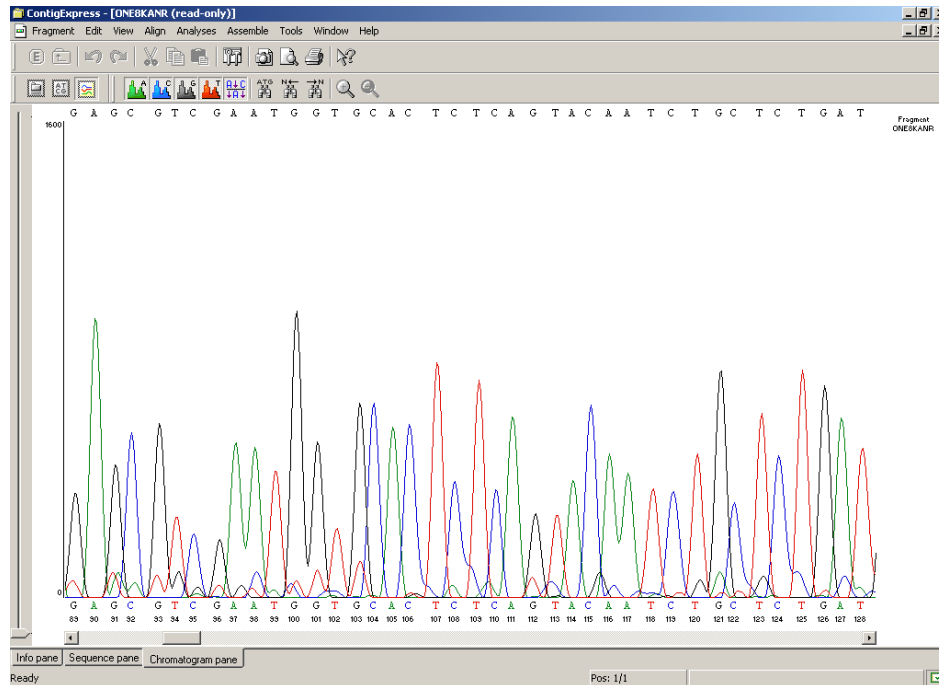 ContigExpress - [ONE8KANR (read-only)]
Fragment Edit View Align Analyses Assemble Tools Window Help
E
AT CG A C G T A↓C ↓A↑ ATG N← →N
G A G C G T C G A A T G G T G C A C T C T C A G T A C A A T C T G C T C T G A T
1600
Fragment
ONE8KANR
0
G A G C G T C G A A T G G T G C A C T C T C A G T A C A A T C T G C T C T G A T
89 90 91 92 93 94 95 96 97 98 99 100 101 102 103 104 105 106 107 108 109 110 111 112 113 114 115 116 117 118 119 120 121 122 123 124 125 126 127 128
Info pane Sequence pane Chromatogram pane
Ready Pos: 1/1